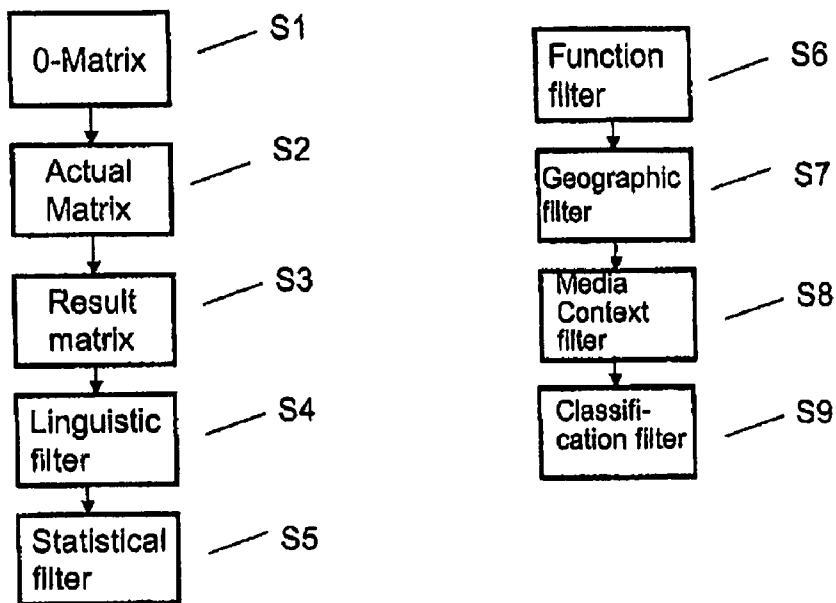 0-Matrix
S1
Actual
Matrix
S2
Result
matrix
S3
Linguistic
filter
S4
Statistical
filter
S5
Function
filter
S6
Geographic
filter
S7
Media
Context
filter
S8
Classifi-
cation filter
S9